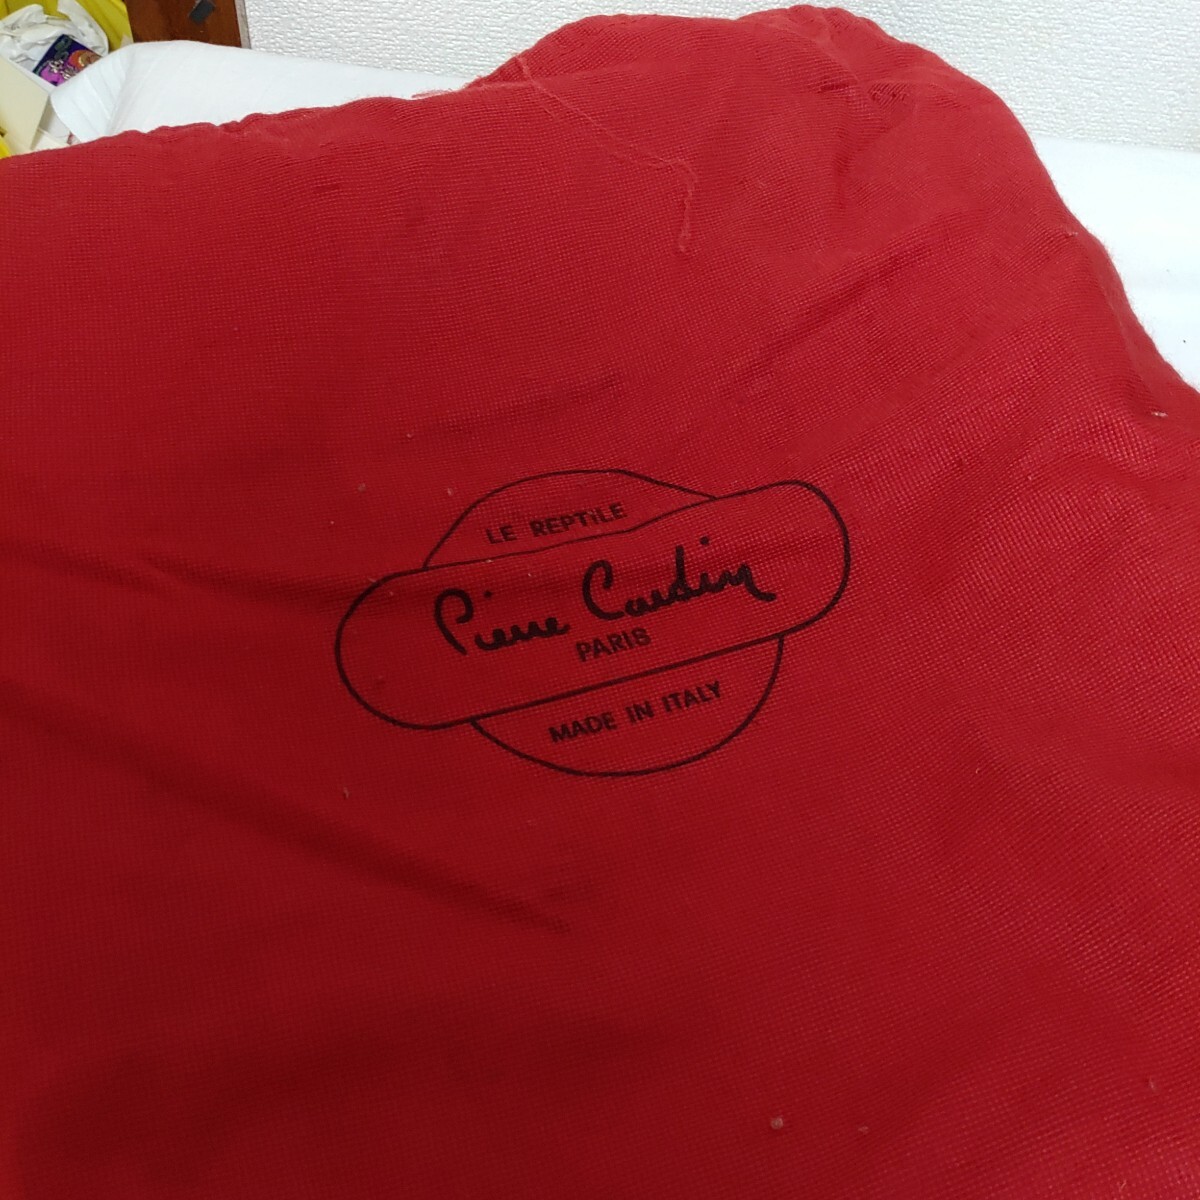 LE REPTiLE
Pierre Cardin
PARIS
MADE IN ITALY